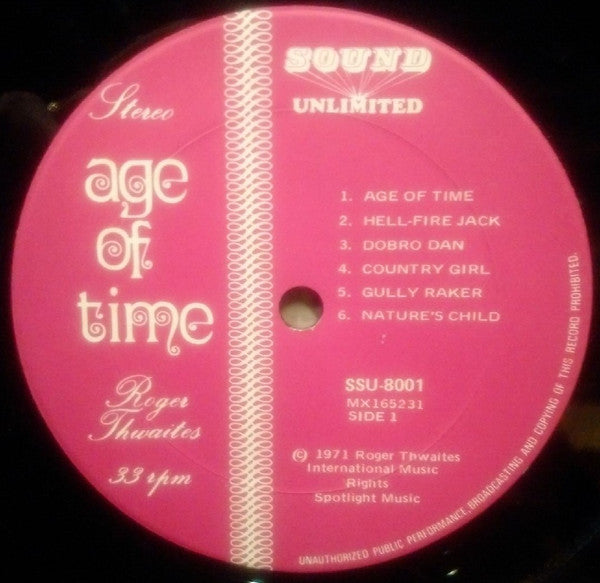 Stereo
age
of
time
Roger
Thwaites
33 rpm
SOUND
UNLIMITED
1. AGE OF TIME
2. HELL-FIRE JACK
3. DOBRO DAN
4. COUNTRY GIRL
5. GULLY RAKER
6. NATURE'S CHILD
SSU-8001
MX165231
SIDE 1
© 1971 Roger Thwaites
International Music
Rights
Spotlight Music
UNAUTHORIZED PUBLIC PERFORMANCE, BROADCASTING AND COPYING OF THIS RECORD PROHIBITED.